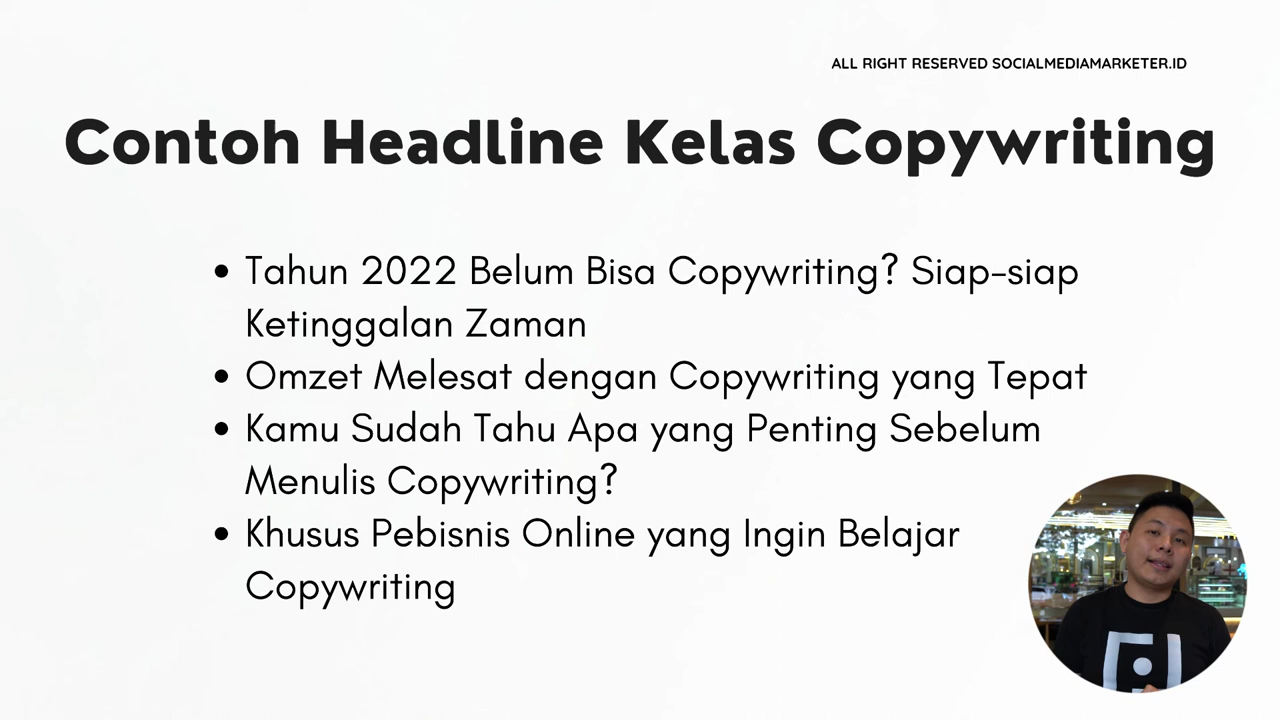 ALL RIGHT RESERVED SOCIALMEDIAMARKETER.ID
Contoh Headline Kelas Copywriting
• Tahun 2022 Belum Bisa Copywriting? Siap-siap
Ketinggalan Zaman
• Omzet Melesat dengan Copywriting yang Tepat
• Kamu Sudah Tahu Apa yang Penting Sebelum
Menulis Copywriting?
• Khusus Pebisnis Online yang Ingin Belajar
Copywriting